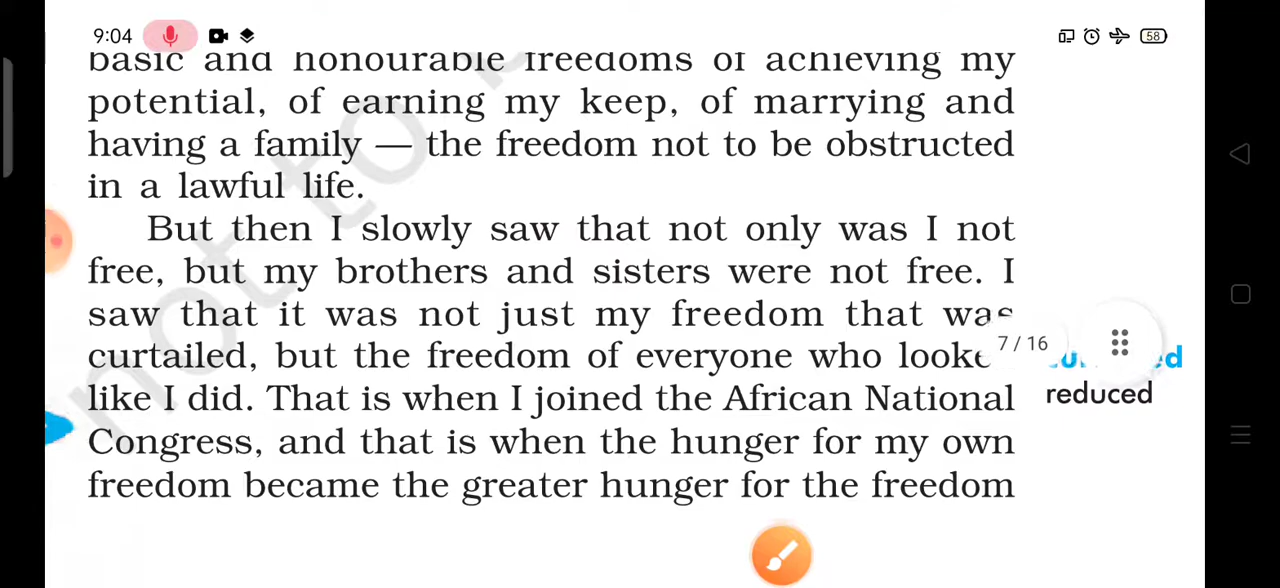 9:04
58
basic and honourable freedoms of achieving my
potential, of earning my keep, of marrying and
having a family — the freedom not to be obstructed
in a lawful life.
But then I slowly saw that not only was I not
free, but my brothers and sisters were not free. I
saw that it was not just my freedom that was
7 / 16
curtailed, but the freedom of everyone who looke
like I did. That is when I joined the African National
reduced
Congress, and that is when the hunger for my own
freedom became the greater hunger for the freedom
not to